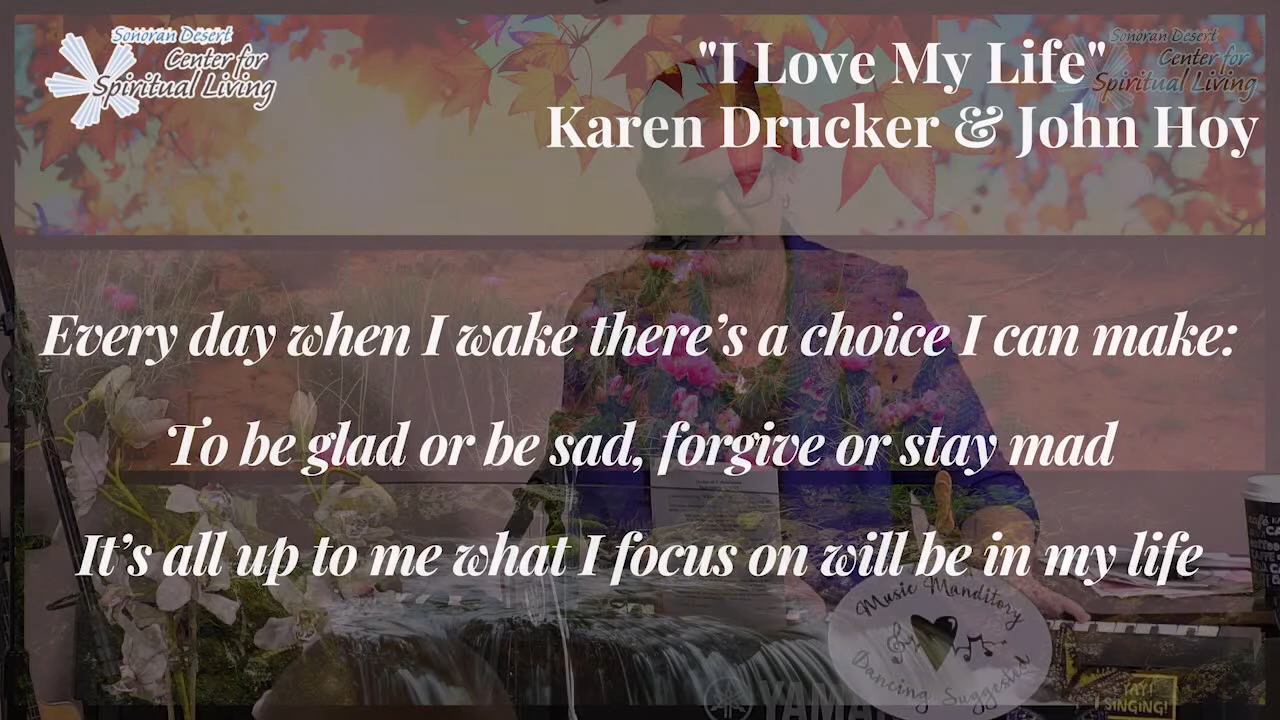 Sonoran Desert
Center for
Spiritual Living
"I Love My Life"
Karen Drucker & John Hoy
Sonoran Desert
Center for
Spiritual Living
Every day when I wake there’s a choice I can make:
To be glad or be sad, forgive or stay mad
It’s all up to me what I focus on will be in my life
Music Manditory
Dancing Suggested
YAMAHA
YAY!
SINGING!